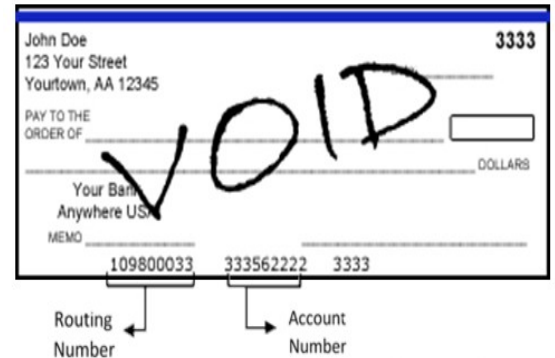 John Doe 3333
123 Your Street
Yourtown, AA 12345
PAY TO THE
ORDER OF
VOID
DOLLARS
Your Bank
Anywhere USA
MEMO
109800033 333562222 3333
Routing Account
Number Number